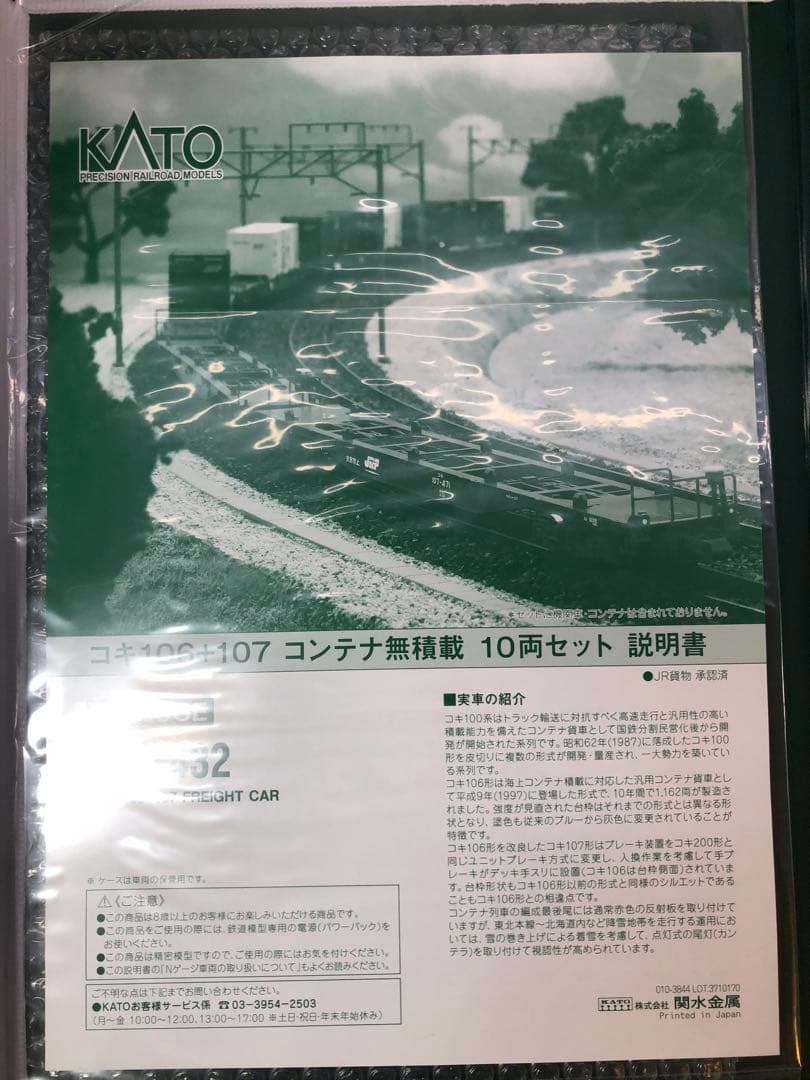 KATO
PRECISION RAILROAD MODELS
107-471
※セットに機関車・コンテナは含まれておりません。
コキ106+107 コンテナ無積載 10両セット 説明書
●JR貨物 承認済
FREIGHT CAR
■実車の紹介
コキ100系はトラック輸送に対抗すべく高速走行と汎用性の高い
積載能力を備えたコンテナ貨車として国鉄分割民営化後から開
発が開始された系列です。昭和62年(1987)に落成したコキ100
形を皮切りに複数の形式が開発・量産され、一大勢力を築いてい
る系列です。
コキ106形は海上コンテナ積載に対応した汎用コンテナ貨車とし
て平成9年(1997)に登場した形式で、10年間で1,162両が製造さ
れました。強度が見直された台枠はそれまでの形式とは異なる形
状となり、塗色も従来のブルーから灰色に変更されていることが
特徴です。
コキ106形を改良したコキ107形はブレーキ装置をコキ200形と
同じユニットブレーキ方式に変更し、入換作業を考慮して手ブ
レーキがデッキ手スリに設置(コキ106は台枠側面)されていま
す。台枠形状もコキ106形以前の形式と同様のシルエットである
こともコキ106形との相違点です。
コンテナ列車の編成最後尾には通常赤色の反射板を取り付けて
いますが、東北本線～北海道内など降雪地帯を走行する運用にお
いては、雪の巻き上げによる着雪を考慮して、点灯式の尾灯(カン
テラ)を取り付けて視認性が高められています。
※ ケースは車両の保管用です。
⚠《ご注意》
●この商品は8歳以上のお客様にお楽しみいただける商品です。
●この商品をご使用の際には、鉄道模型専用の電源(パワーパック)を
お使いください。
●この商品は精密模型ですので、ご使用の際にはお気を付けください。
●この説明書の「Nゲージ車両の取り扱いについて」もよくお読みください。
ご不明な点は下記までお問い合わせください。
●KATOお客様サービス係 ☎03-3954-2503
(月～金 10:00～12:00、13:00～17:00 ※土日・祝日・年末年始休み)
010-3844 LOT:3710170
KATO 株式会社 関水金属
Printed in Japan